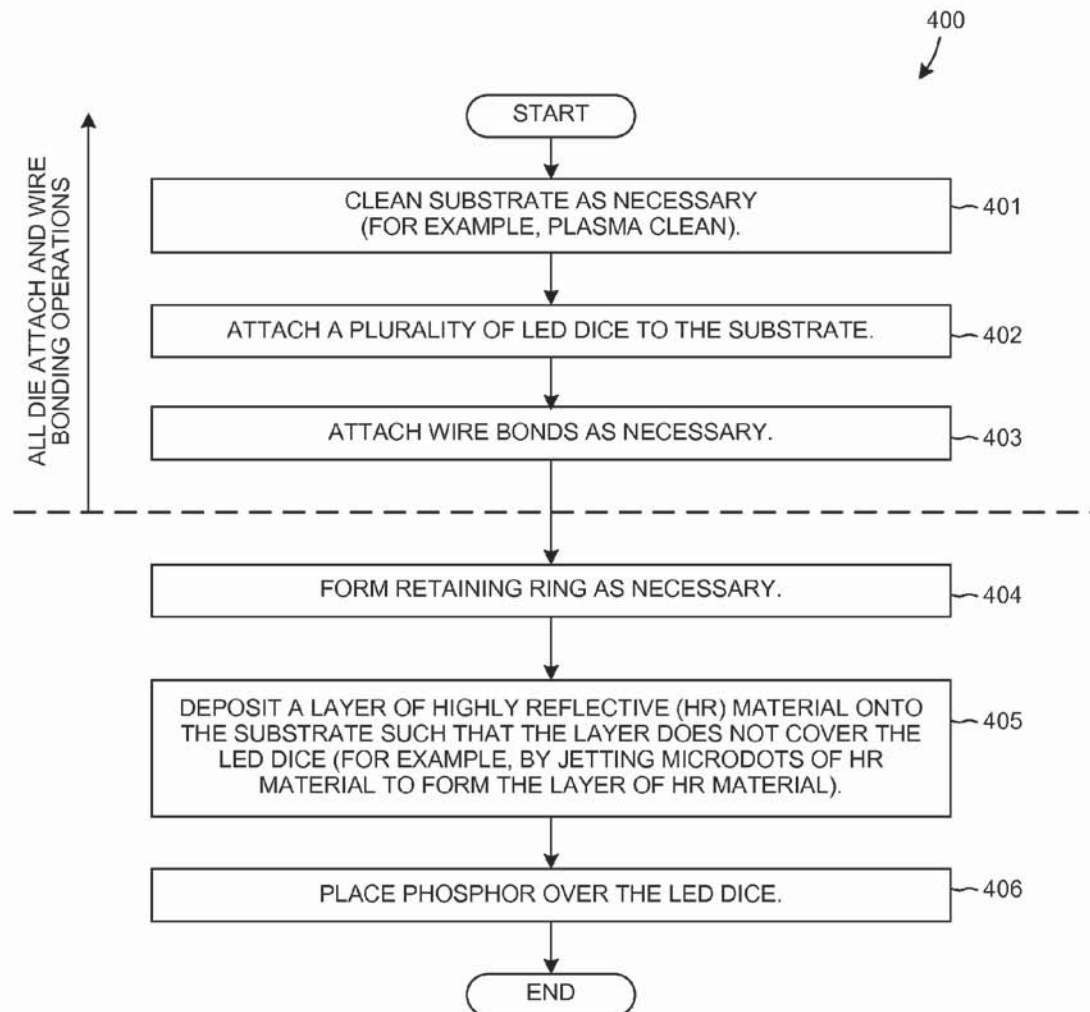 400
START
CLEAN SUBSTRATE AS NECESSARY
(FOR EXAMPLE, PLASMA CLEAN).
401
ATTACH A PLURALITY OF LED DICE TO THE SUBSTRATE.
402
ATTACH WIRE BONDS AS NECESSARY.
403
ALL DIE ATTACH AND WIRE
BONDING OPERATIONS
FORM RETAINING RING AS NECESSARY.
404
DEPOSIT A LAYER OF HIGHLY REFLECTIVE (HR) MATERIAL ONTO
THE SUBSTRATE SUCH THAT THE LAYER DOES NOT COVER THE
LED DICE (FOR EXAMPLE, BY JETTING MICRODOTS OF HR
MATERIAL TO FORM THE LAYER OF HR MATERIAL).
405
PLACE PHOSPHOR OVER THE LED DICE.
406
END